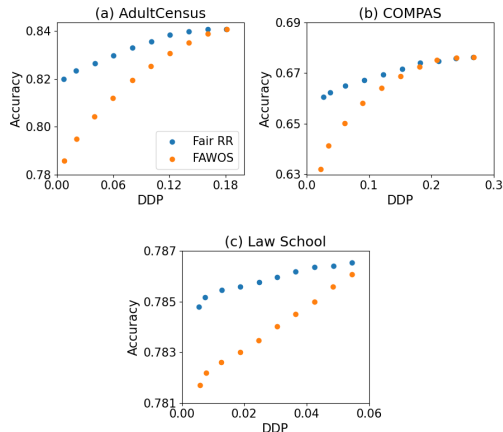 (a) AdultCensus
0.84
0.82
0.80
0.78
Accuracy
0.00 0.06 0.12 0.18
DDP
Fair RR
FAWOS
(b) COMPAS
0.69
0.67
0.65
0.63
Accuracy
0.0 0.1 0.2 0.3
DDP
(c) Law School
0.787
0.785
0.783
0.781
Accuracy
0.00 0.02 0.04 0.06
DDP